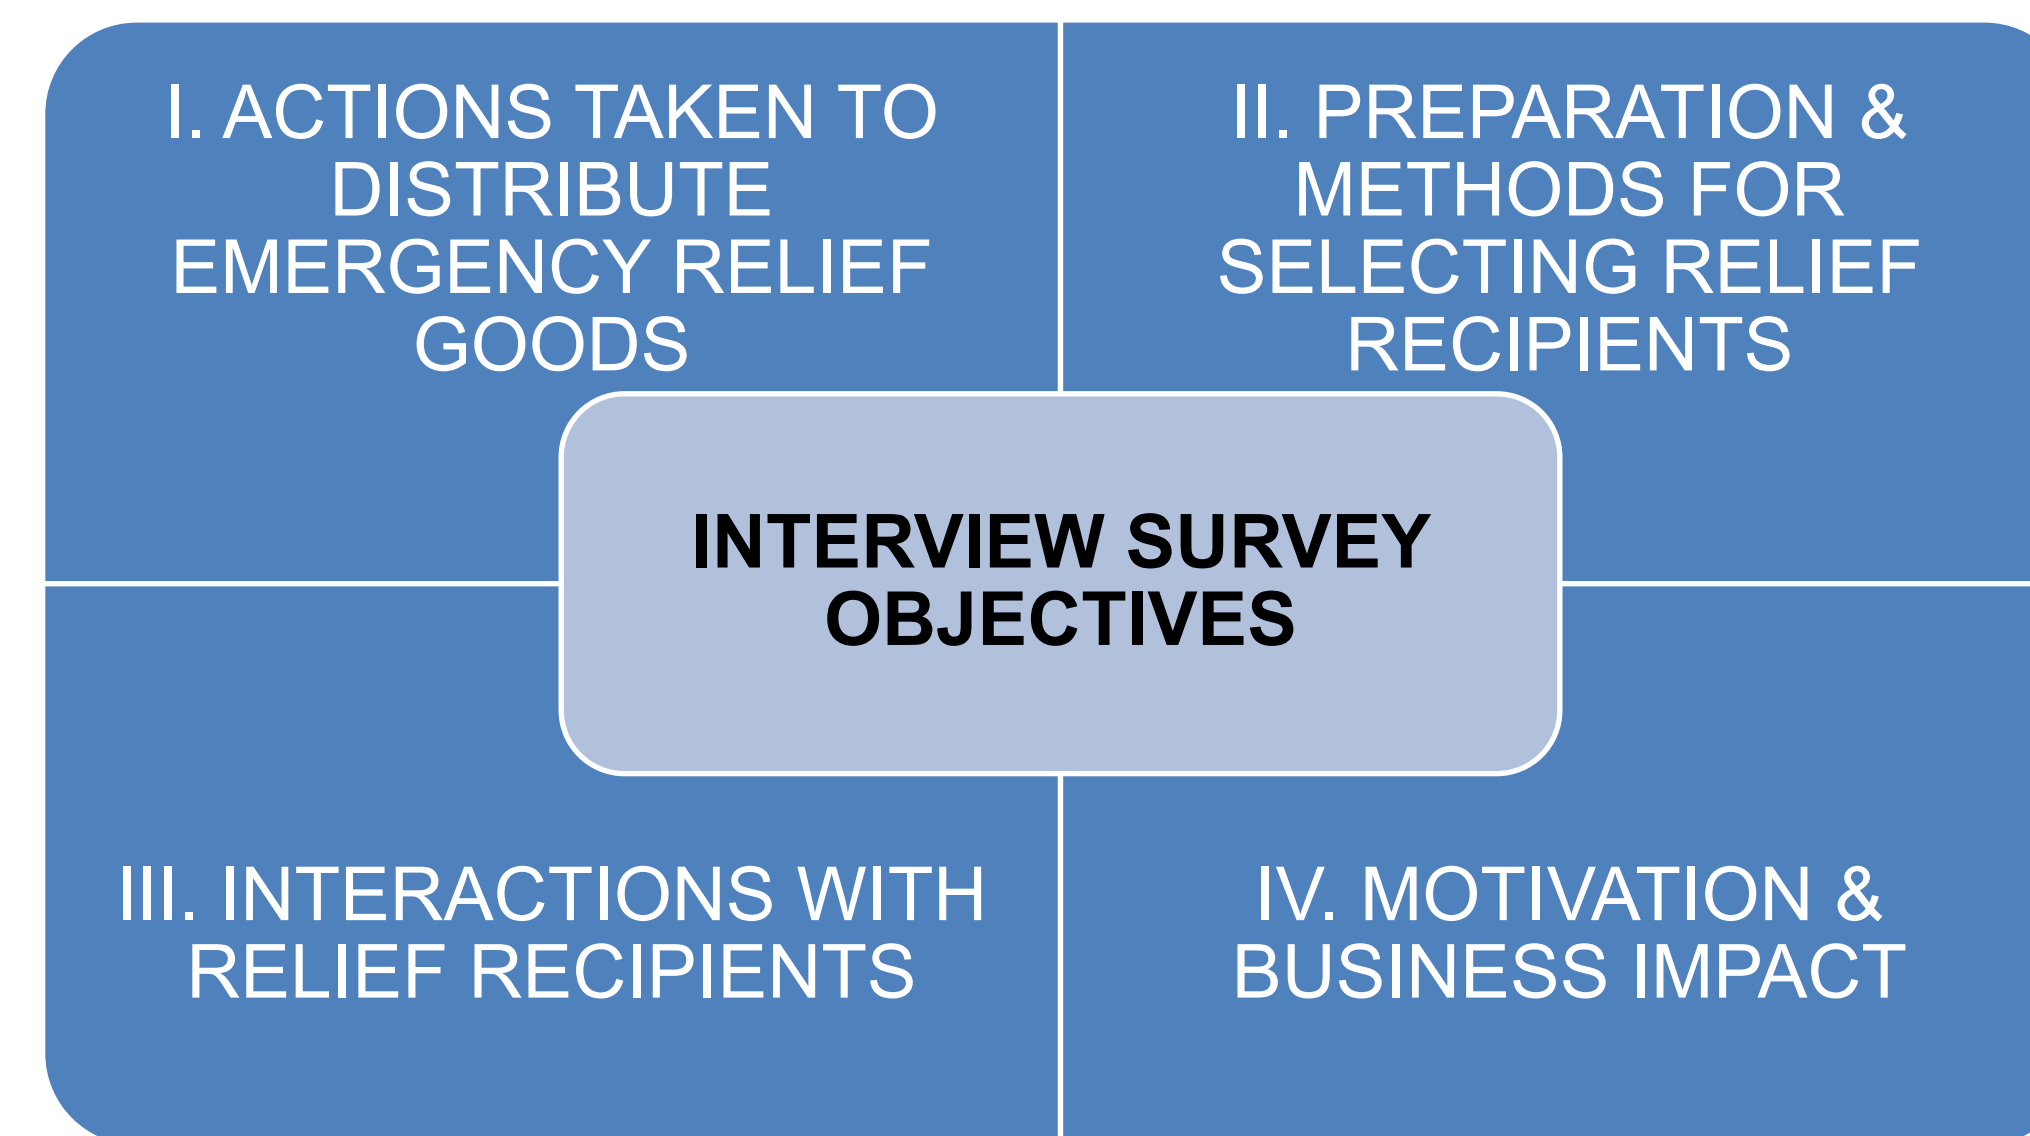 I. ACTIONS TAKEN TO
DISTRIBUTE
EMERGENCY RELIEF
GOODS
II. PREPARATION &
METHODS FOR
SELECTING RELIEF
RECIPIENTS
INTERVIEW SURVEY
OBJECTIVES
III. INTERACTIONS WITH
RELIEF RECIPIENTS
IV. MOTIVATION &
BUSINESS IMPACT